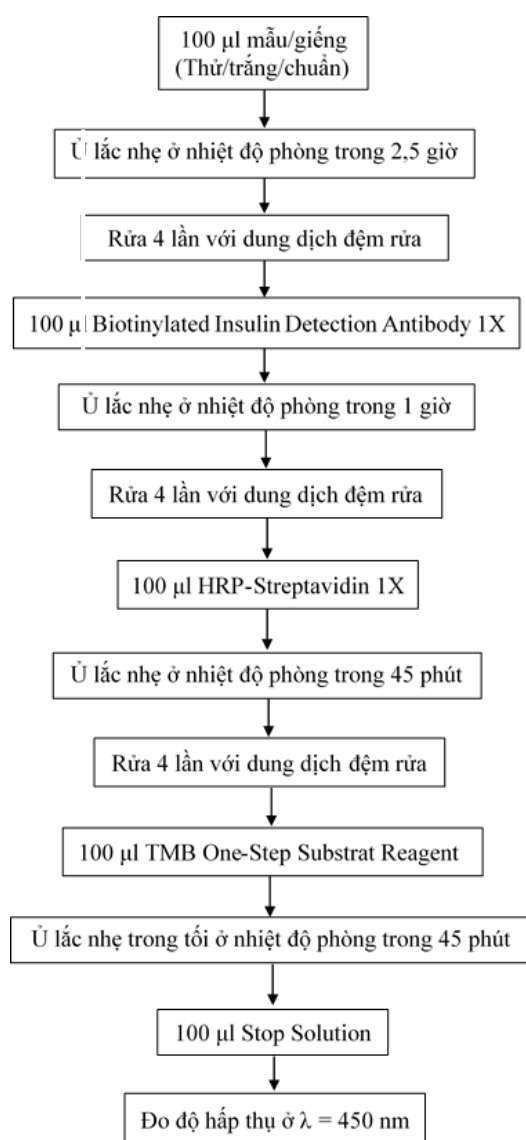 100 μl mẫu/giếng
(Thử/trắng/chuẩn)
Ủ lắc nhẹ ở nhiệt độ phòng trong 2,5 giờ
Rửa 4 lần với dung dịch đệm rửa
100 μl Biotinylated Insulin Detection Antibody 1X
Ủ lắc nhẹ ở nhiệt độ phòng trong 1 giờ
Rửa 4 lần với dung dịch đệm rửa
100 μl HRP-Streptavidin 1X
Ủ lắc nhẹ ở nhiệt độ phòng trong 45 phút
Rửa 4 lần với dung dịch đệm rửa
100 μl TMB One-Step Substrat Reagent
Ủ lắc nhẹ trong tối ở nhiệt độ phòng trong 45 phút
100 μl Stop Solution
Đo độ hấp thụ ở λ = 450 nm